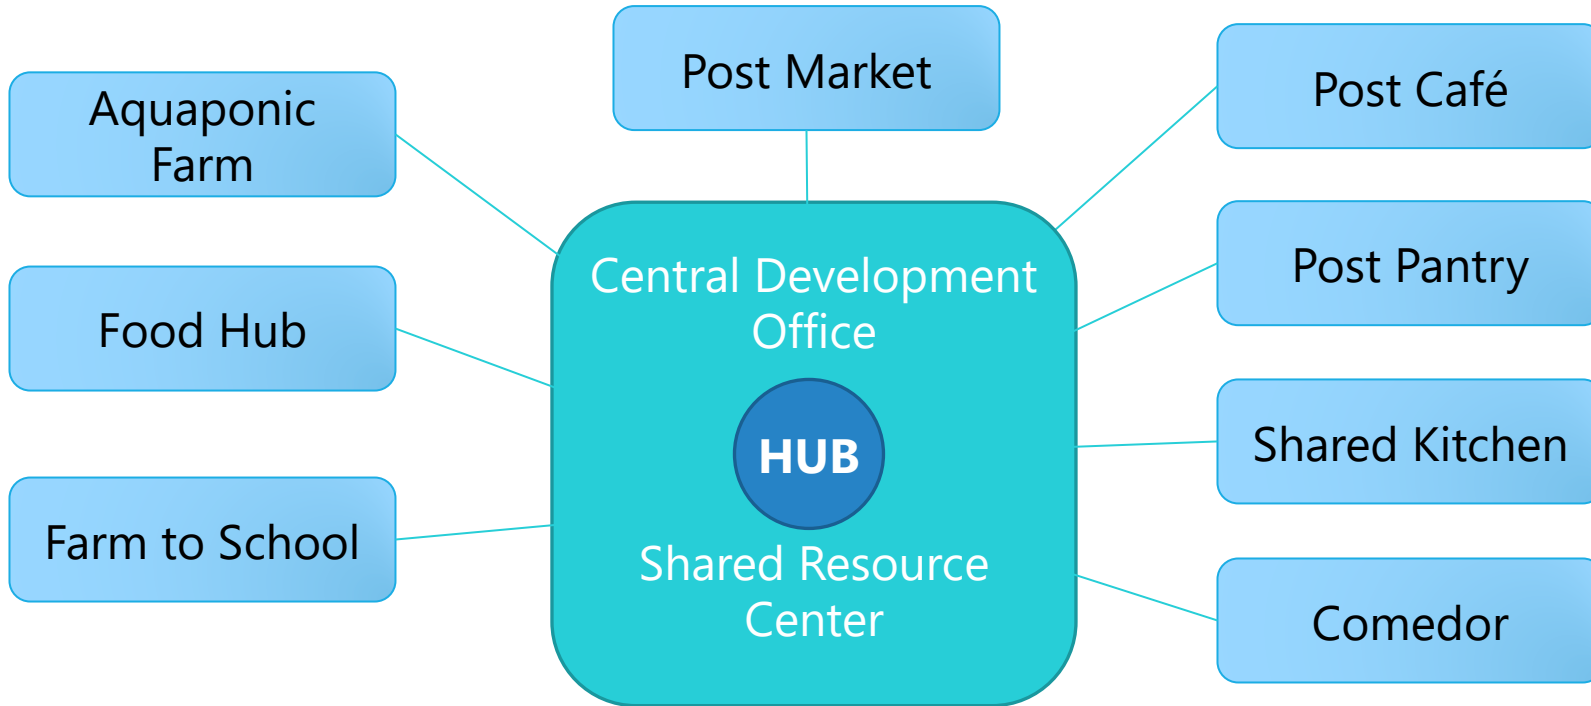 Post Market
Aquaponic
Farm
Food Hub
Farm to School
Central Development
Office
HUB
Shared Resource
Center
Post Café
Post Pantry
Shared Kitchen
Comedor